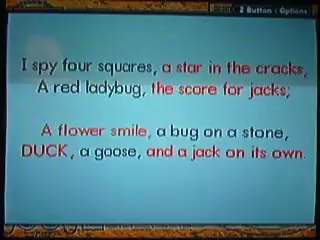 2 Button : Options
I spy four squares, a star in the cracks,
A red ladybug, the score for jacks;
A flower smile, a bug on a stone,
DUCK, a goose, and a jack on its own.